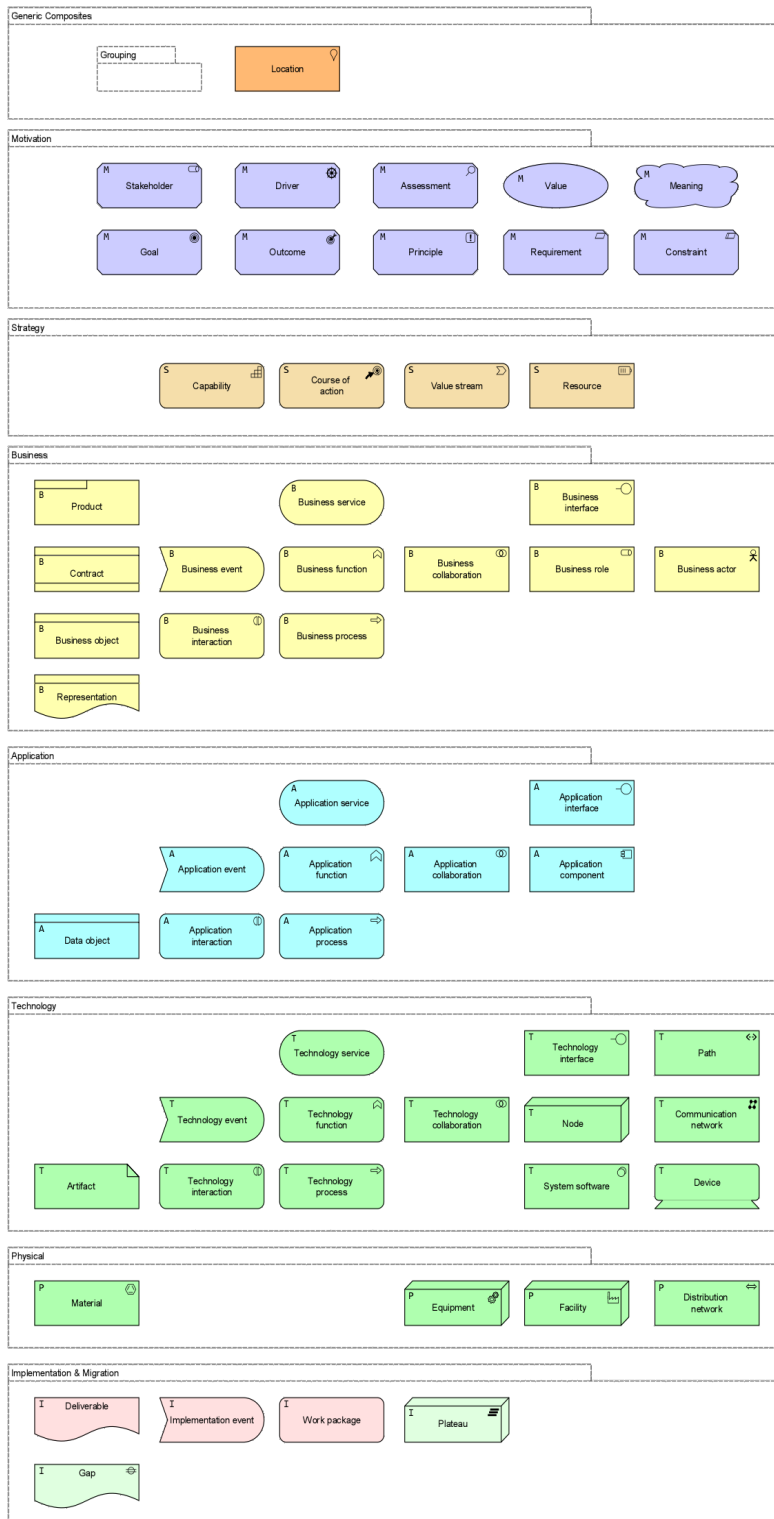 Generic Composites
Grouping
Location
Motivation
M
Stakeholder
M
Driver
M
Assessment
M
Value
M
Meaning
M
Goal
M
Outcome
M
Principle
M
Requirement
M
Constraint
Strategy
S
Capability
S
Course of
action
S
Value stream
S
Resource
Business
B
Product
B
Business service
B
Business
interface
B
Contract
B
Business event
B
Business function
B
Business
collaboration
B
Business role
B
Business actor
B
Business object
B
Business
interaction
B
Business process
B
Representation
Application
A
Application service
A
Application
interface
A
Application event
A
Application
function
A
Application
collaboration
A
Application
component
A
Data object
A
Application
interaction
A
Application
process
Technology
T
Technology service
T
Technology
interface
T
Path
T
Technology event
T
Technology
function
T
Technology
collaboration
T
Node
T
Communication
network
T
Artifact
T
Technology
interaction
T
Technology
process
T
System software
T
Device
Physical
P
Material
P
Equipment
P
Facility
P
Distribution
network
Implementation & Migration
I
Deliverable
I
Implementation event
I
Work package
I
Plateau
I
Gap